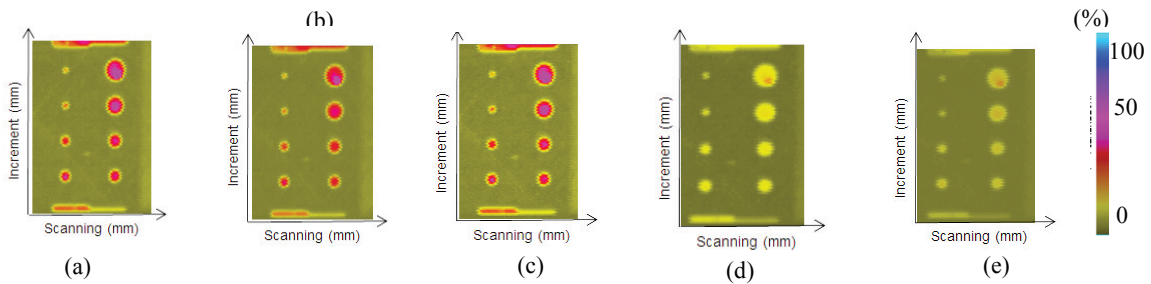 (b)
(%)
100
50
0
Increment (mm)
Scanning (mm)
(a)
Increment (mm)
Scanning (mm)
Increment (mm)
Scanning (mm)
(c)
Increment (mm)
Scanning (mm)
(d)
Increment (mm)
Scanning (mm)
(e)